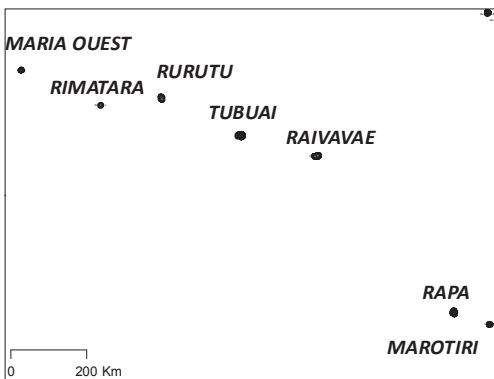 MARIA OUEST
RURUTU
RIMATARA
TUBUAI
RAIVAVAE
RAPA
MAROTIRI
0 200 Km